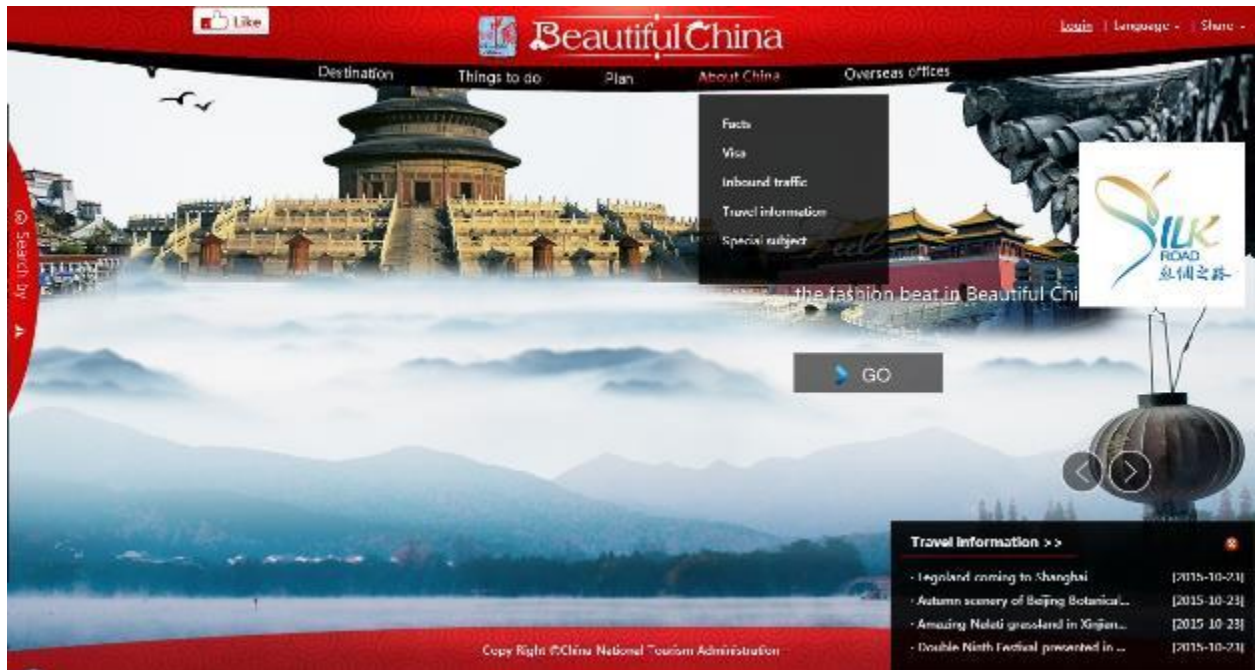 Like
Beautiful China
Login | Language | Share
Destination
Things to do
Plan
About China
Overseas offices
Facts
Visa
Inbound traffic
Travel information
Special subject
Search by
SILK
ROAD
丝绸之路
the fashion beat in Beautiful Chi
GO
Travel Information >>
· Legoland coming to Shanghai [2015-10-23]
· Autumn scenery of Beijing Botanical... [2015-10-23]
· Amazing Nalati grassland in Xinjian... [2015-10-23]
· Double Ninth Festival presented in ... [2015-10-23]
Copy Right ©China National Tourism Administration